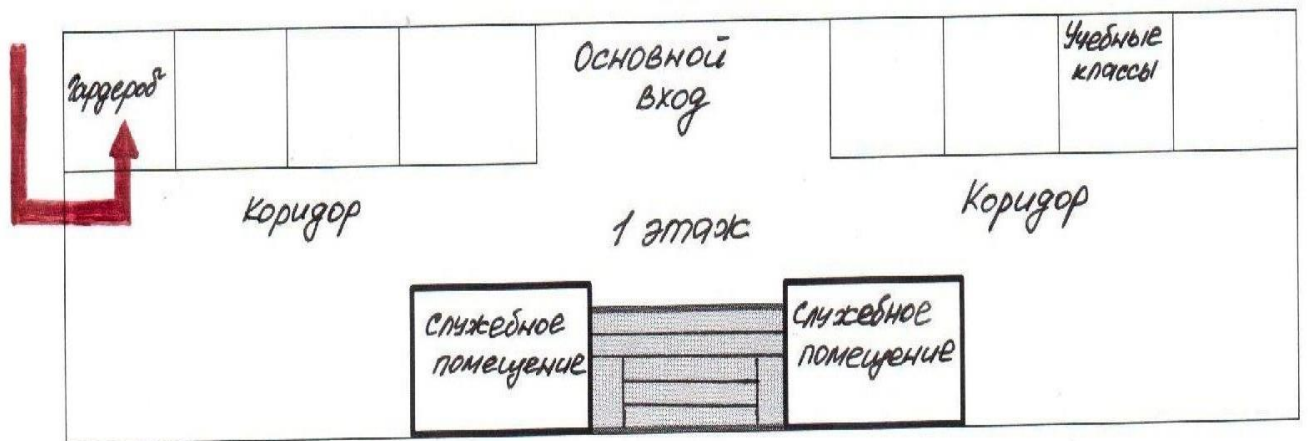 Гардероб
Основной
вход
Учебные
классы
Коридор
1 этаж
Коридор
Служебное
помещение
Служебное
помещение